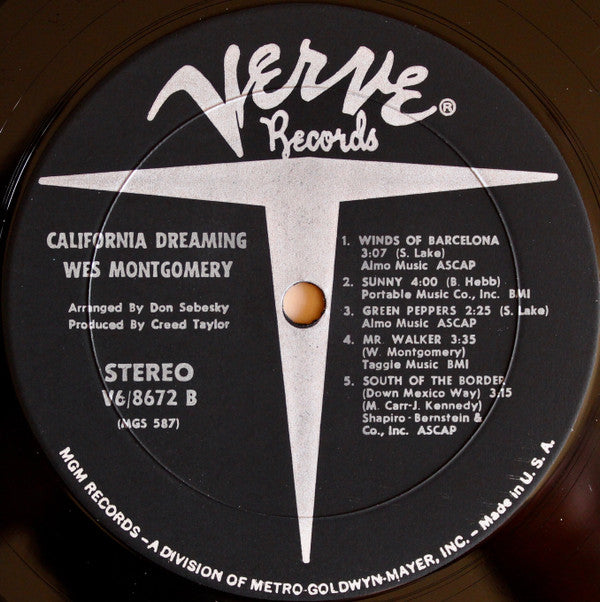 Verve®
Records
CALIFORNIA DREAMING
WES MONTGOMERY
Arranged By Don Sebesky
Produced By Creed Taylor
STEREO
V6/8672 B
(MGS 587)
1. WINDS OF BARCELONA
3:07 (S. Lake)
Almo Music ASCAP
2. SUNNY 4:00 (B. Hebb)
Portable Music Co., Inc. BMI
3. GREEN PEPPERS 2:25 (S. Lake)
Almo Music ASCAP
4. MR. WALKER 3:35
(W. Montgomery)
Taggie Music BMI
5. SOUTH OF THE BORDER
(Down Mexico Way) 3:15
(M. Carr-J. Kennedy)
Shapiro-Bernstein &
Co., Inc. ASCAP
MGM RECORDS – A DIVISION OF METRO-GOLDWYN-MAYER, INC. – Made in U.S.A.